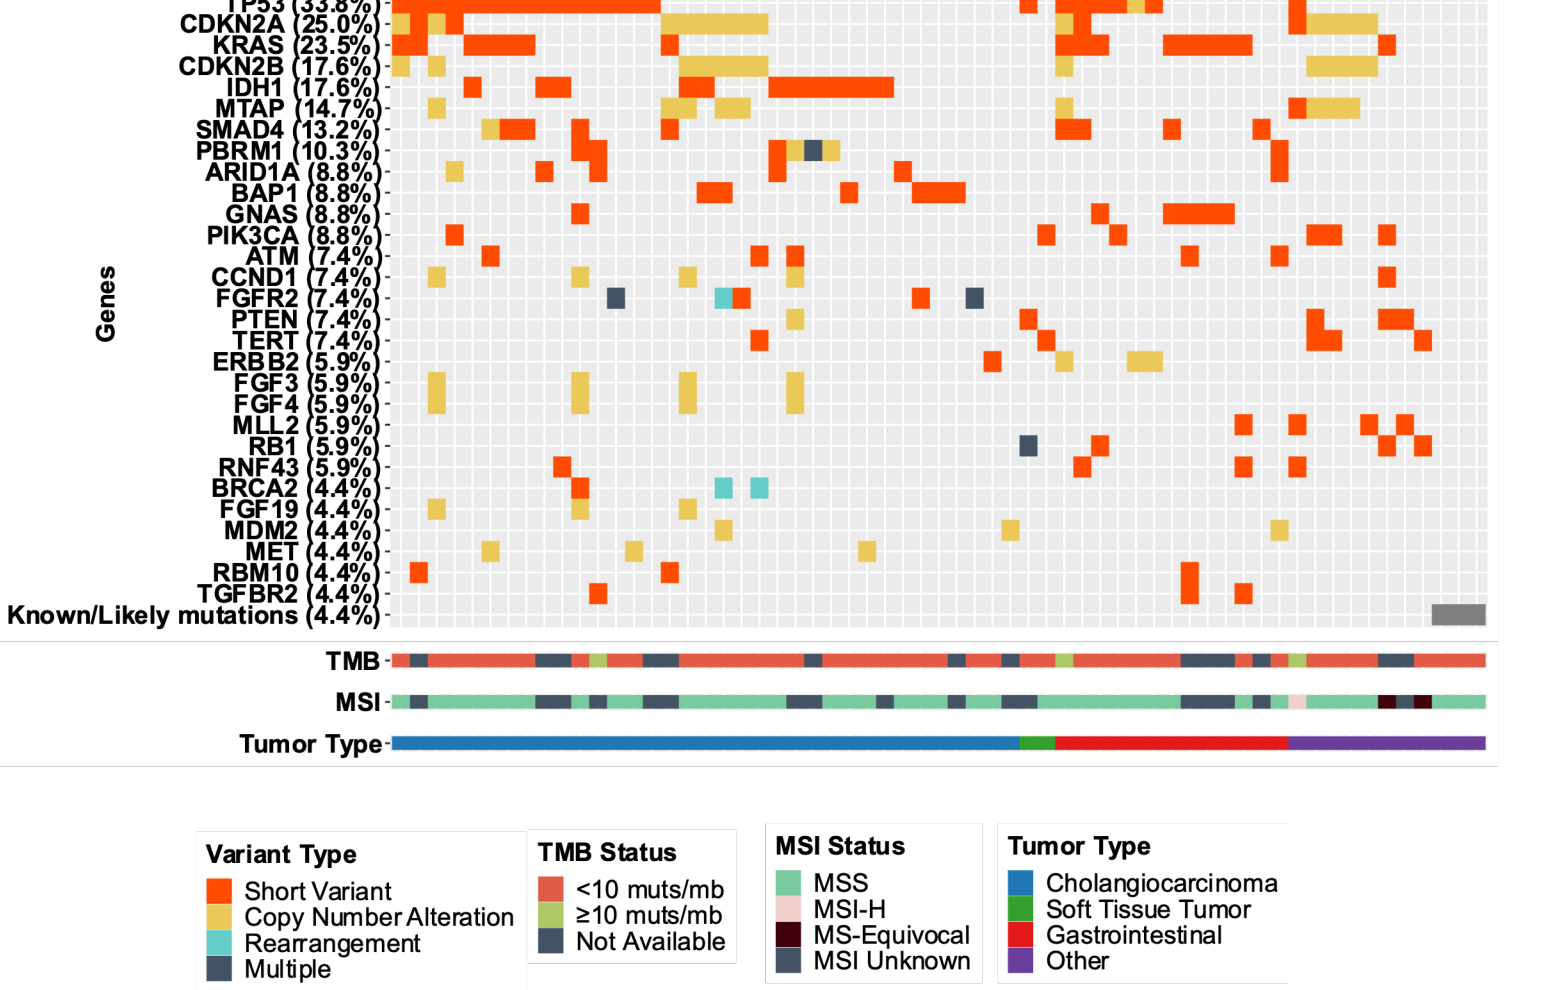 TP53 (33.8%)
CDKN2A (25.0%)
KRAS (23.5%)
CDKN2B (17.6%)
IDH1 (17.6%)
MTAP (14.7%)
SMAD4 (13.2%)
PBRM1 (10.3%)
ARID1A (8.8%)
BAP1 (8.8%)
GNAS (8.8%)
PIK3CA (8.8%)
ATM (7.4%)
CCND1 (7.4%)
FGFR2 (7.4%)
PTEN (7.4%)
TERT (7.4%)
ERBB2 (5.9%)
FGF3 (5.9%)
FGF4 (5.9%)
MLL2 (5.9%)
RB1 (5.9%)
RNF43 (5.9%)
BRCA2 (4.4%)
FGF19 (4.4%)
MDM2 (4.4%)
MET (4.4%)
RBM10 (4.4%)
TGFBR2 (4.4%)
Known/Likely mutations (4.4%)
Genes
TMB
MSI
Tumor Type
Variant Type
Short Variant
Copy Number Alteration
Rearrangement
Multiple
TMB Status
<10 muts/mb
≥10 muts/mb
Not Available
MSI Status
MSS
MSI-H
MS-Equivocal
MSI Unknown
Tumor Type
Cholangiocarcinoma
Soft Tissue Tumor
Gastrointestinal
Other